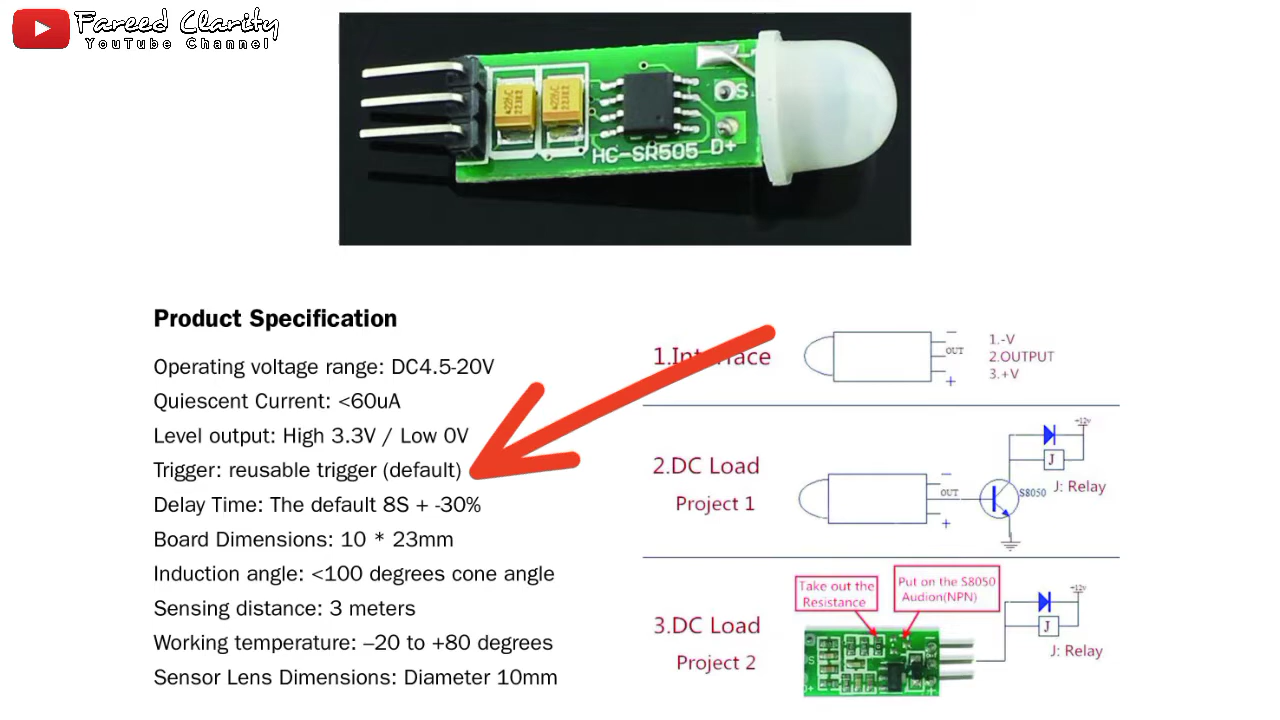 Fareed Clarity
YouTube Channel
S
HC-SR505 D+
Product Specification
Operating voltage range: DC4.5-20V
Quiescent Current: <60uA
Level output: High 3.3V / Low 0V
Trigger: reusable trigger (default)
Delay Time: The default 8S + -30%
Board Dimensions: 10 * 23mm
Induction angle: <100 degrees cone angle
Sensing distance: 3 meters
Working temperature: –20 to +80 degrees
Sensor Lens Dimensions: Diameter 10mm
1.Interface
OUT
1.-V
2.OUTPUT
3.+V
2.DC Load
Project 1
OUT
S8050
+12v
J
J: Relay
3.DC Load
Project 2
Take out the
Resistance
Put on the S8050
Audion(NPN)
+12v
J
J: Relay